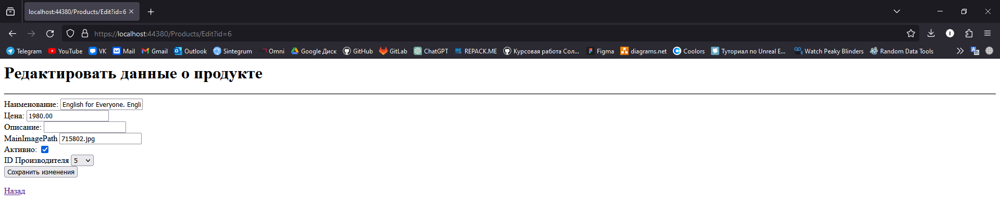 localhost:44380/Products/Edit?id=6
https://localhost:44380/Products/Edit?id=6
Telegram YouTube VK Mail Gmail Outlook Sintegrum Omni Google Диск GitHub GitLab ChatGPT REPACK.ME Курсовая работа Сол... Figma diagrams.net Coolors Туториал по Unreal E... Watch Peaky Blinders Random Data Tools
Редактировать данные о продукте
Наименование: English for Everyone. Engli
Цена: 1980.00
Описание:
MainImagePath 715802.jpg
Активно:
ID Производителя 5
Сохранить изменения
Назад